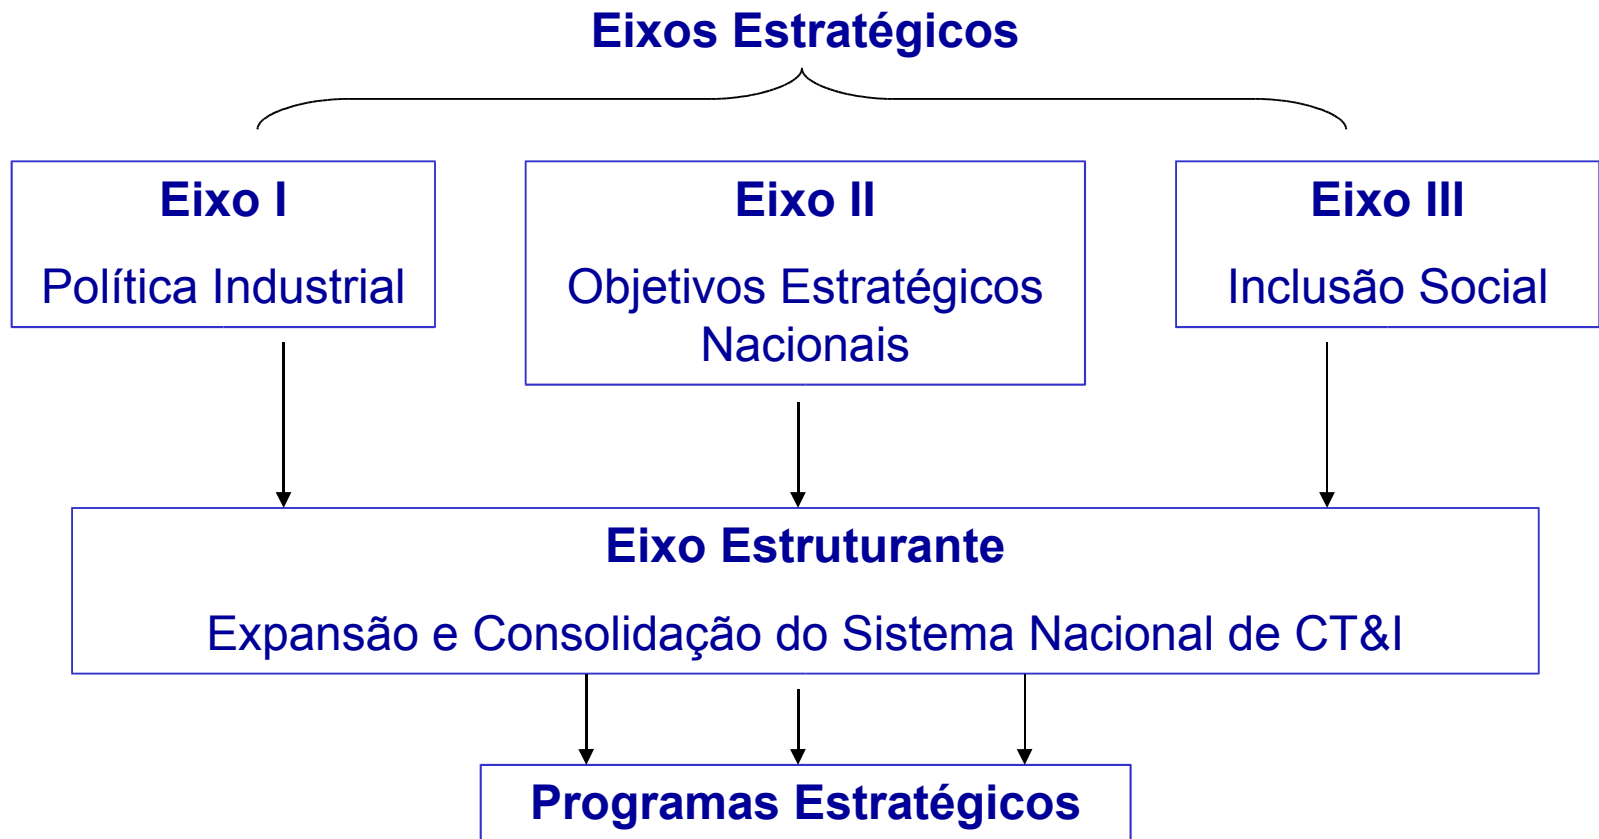 Eixos Estratégicos
Eixo I
Política Industrial
Eixo II
Objetivos Estratégicos
Nacionais
Eixo III
Inclusão Social
Eixo Estruturante
Expansão e Consolidação do Sistema Nacional de CT&I
Programas Estratégicos